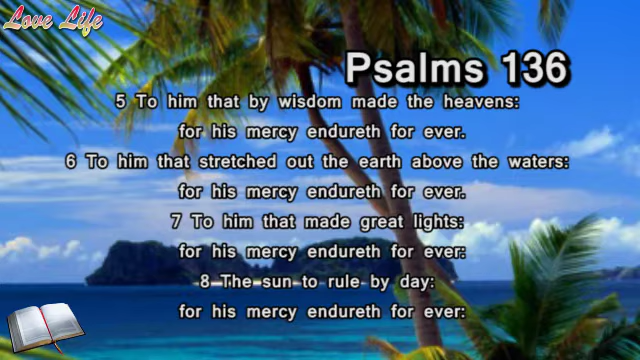 Love Life
Psalms 136
5 To him that by wisdom made the heavens:
for his mercy endureth for ever.
6 To him that stretched out the earth above the waters:
for his mercy endureth for ever.
7 To him that made great lights:
for his mercy endureth for ever:
8 The sun to rule by day:
for his mercy endureth for ever: